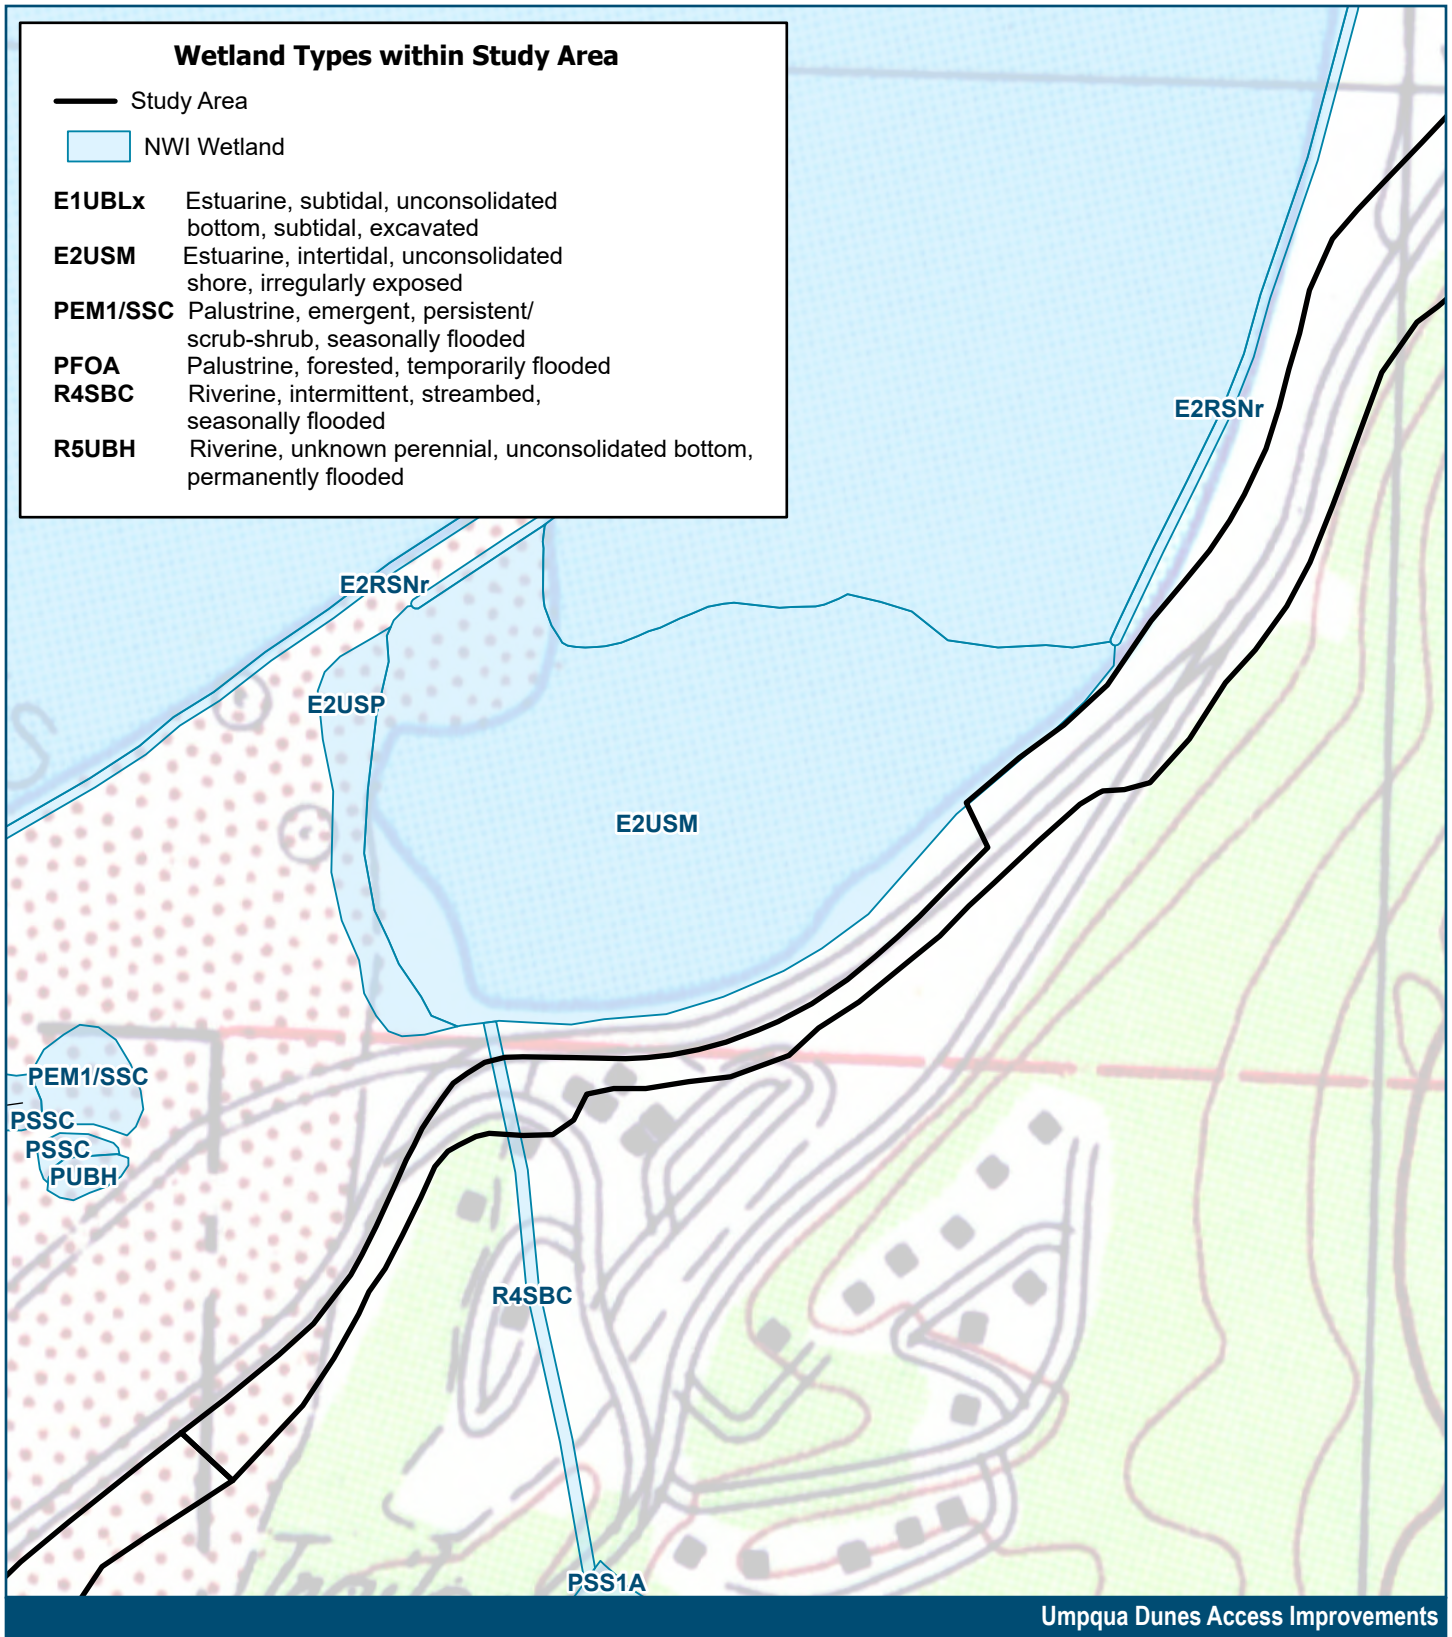 Wetland Types within Study Area
Study Area
NWI Wetland
E1UBLx Estuarine, subtidal, unconsolidated
bottom, subtidal, excavated
E2USM Estuarine, intertidal, unconsolidated
shore, irregularly exposed
PEM1/SSC Palustrine, emergent, persistent/
scrub-shrub, seasonally flooded
PFOA Palustrine, forested, temporarily flooded
R4SBC Riverine, intermittent, streambed,
seasonally flooded
R5UBH Riverine, unknown perennial, unconsolidated bottom,
permanently flooded
E2RSNr
E2RSNr
E2USP
E2USM
PEM1/SSC
PSSC
PSSC
PUBH
R4SBC
PSS1A
Umpqua Dunes Access Improvements